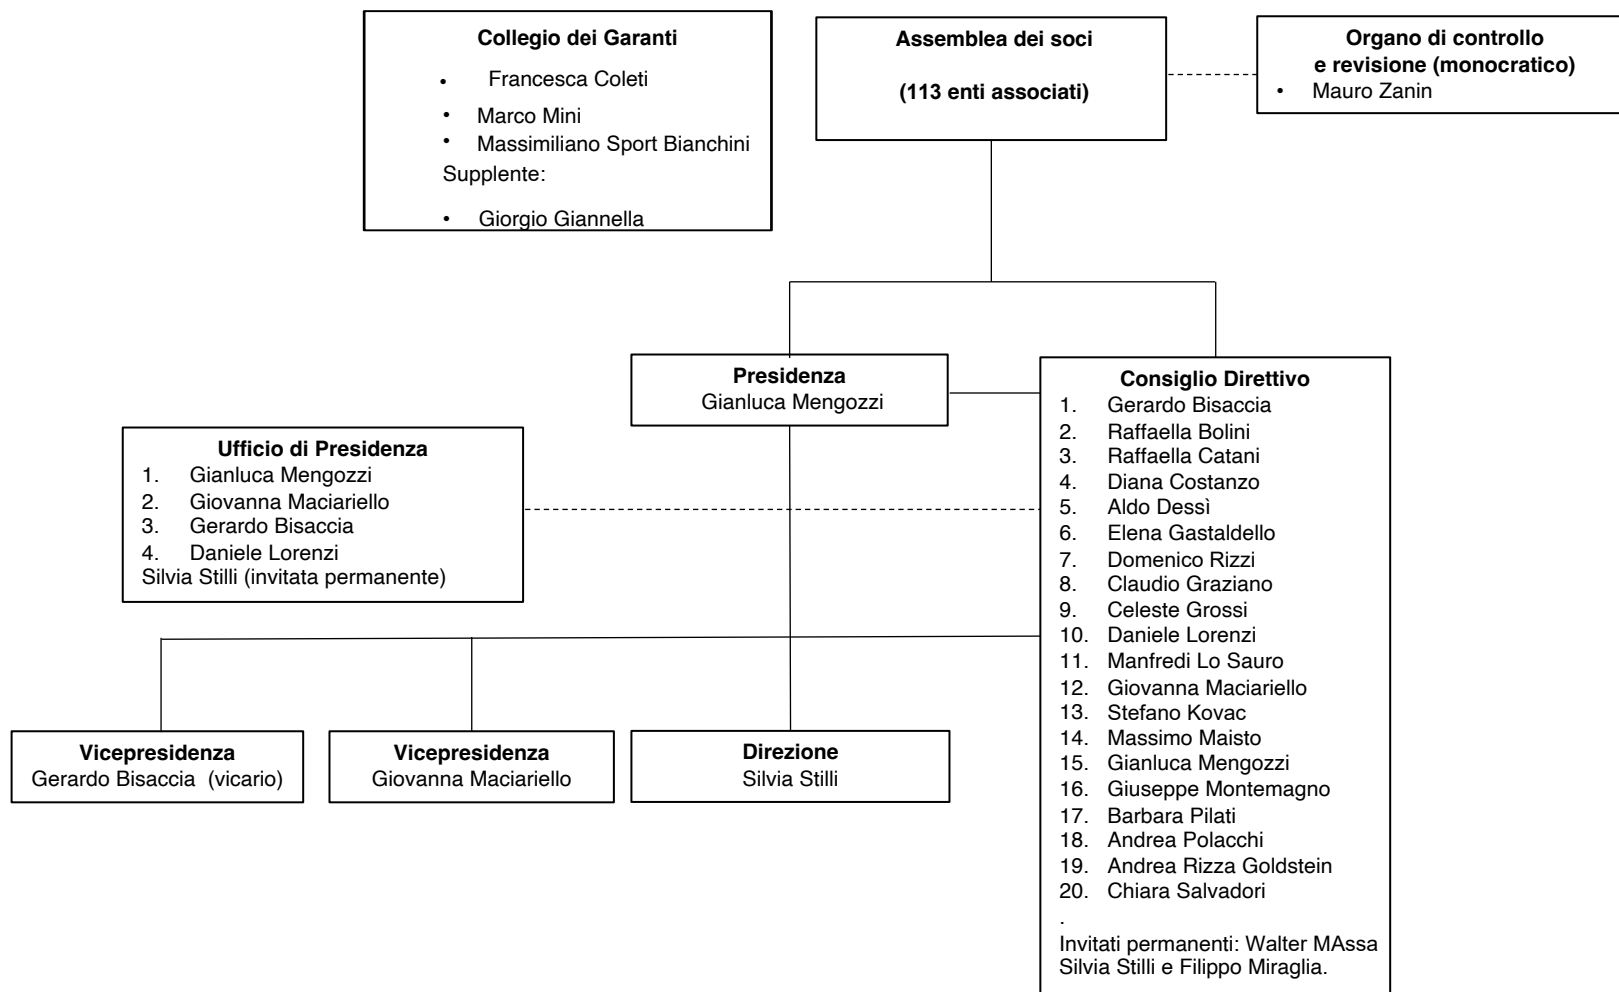 Collegio dei Garanti
• Francesca Coleti
• Marco Mini
• Massimiliano Sport Bianchini
Supplente:
• Giorgio Giannella
Assemblea dei soci
(113 enti associati)
Organo di controllo
e revisione (monocratico)
• Mauro Zanin
Presidenza
Gianluca Mengozzi
Ufficio di Presidenza
1. Gianluca Mengozzi
2. Giovanna Maciariello
3. Gerardo Bisaccia
4. Daniele Lorenzi
Silvia Stilli (invitata permanente)
Consiglio Direttivo
1. Gerardo Bisaccia
2. Raffaella Bolini
3. Raffaella Catani
4. Diana Costanzo
5. Aldo Dessì
6. Elena Gastaldello
7. Domenico Rizzi
8. Claudio Graziano
9. Celeste Grossi
10. Daniele Lorenzi
11. Manfredi Lo Sauro
12. Giovanna Maciariello
13. Stefano Kovac
14. Massimo Maisto
15. Gianluca Mengozzi
16. Giuseppe Montemagno
17. Barbara Pilati
18. Andrea Polacchi
19. Andrea Rizza Goldstein
20. Chiara Salvadori
.
Invitati permanenti: Walter MAssa
Silvia Stilli e Filippo Miraglia.
Vicepresidenza
Gerardo Bisaccia (vicario)
Vicepresidenza
Giovanna Maciariello
Direzione
Silvia Stilli